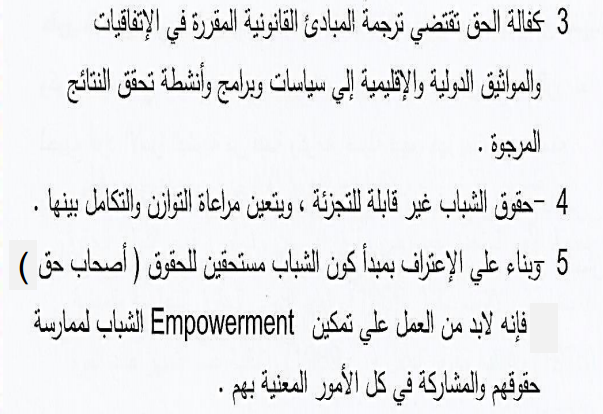 3 -كفالة الحق تقتضي ترجمة المبادئ القانونية المقررة في الإتفاقيات
والمواثيق الدولية والإقليمية إلي سياسات وبرامج وأنشطة تحقق النتائج
المرجوة .
4 -حقوق الشباب غير قابلة للتجزئة ، ويتعين مراعاة التوازن والتكامل بينها .
5 -وبناء علي الإعتراف بمبدأ كون الشباب مستحقين للحقوق ( أصحاب حق )
فإنه لابد من العمل علي تمكين Empowerment الشباب لممارسة
حقوقهم والمشاركة في كل الأمور المعنية بهم .